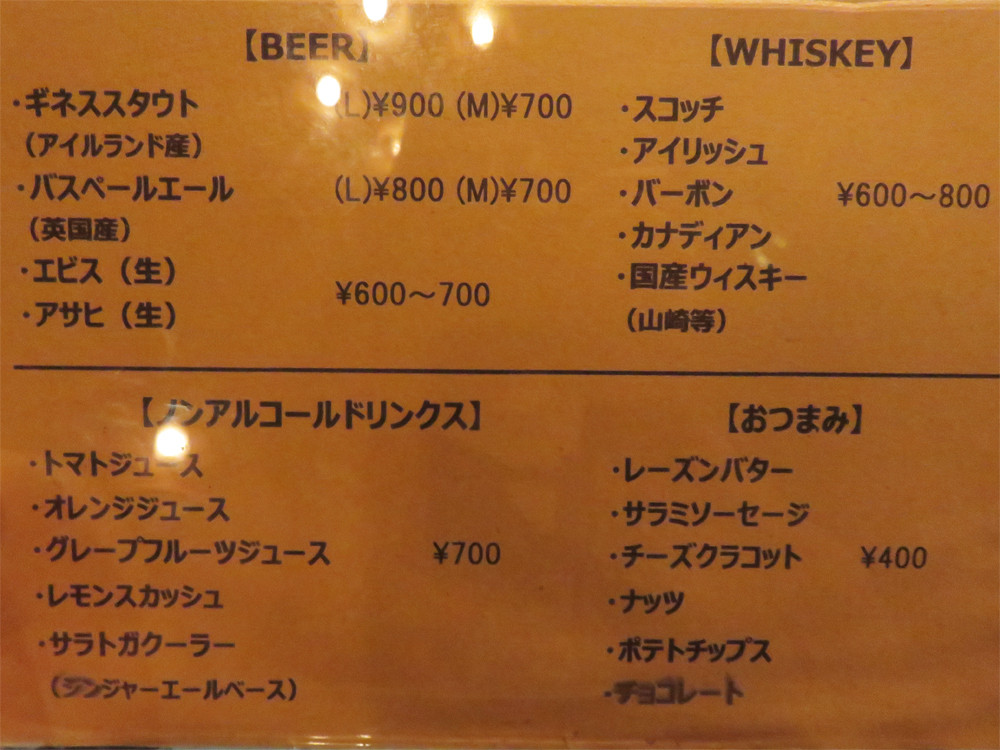 【BEER】
・ギネススタウト (L)¥900 (M)¥700
（アイルランド産）
・バスペールエール (L)¥800 (M)¥700
（英国産）
・エビス（生）
¥600～700
・アサヒ（生）
【WHISKEY】
・スコッチ
・アイリッシュ
・バーボン ¥600～800
・カナディアン
・国産ウィスキー
（山崎等）
【ノンアルコールドリンクス】
・トマトジュース
・オレンジジュース
・グレープフルーツジュース ¥700
・レモンスカッシュ
・サラトガクーラー
（ジンジャーエールベース）
【おつまみ】
・レーズンバター
・サラミソーセージ
・チーズクラコット ¥400
・ナッツ
・ポテトチップス
・チョコレート